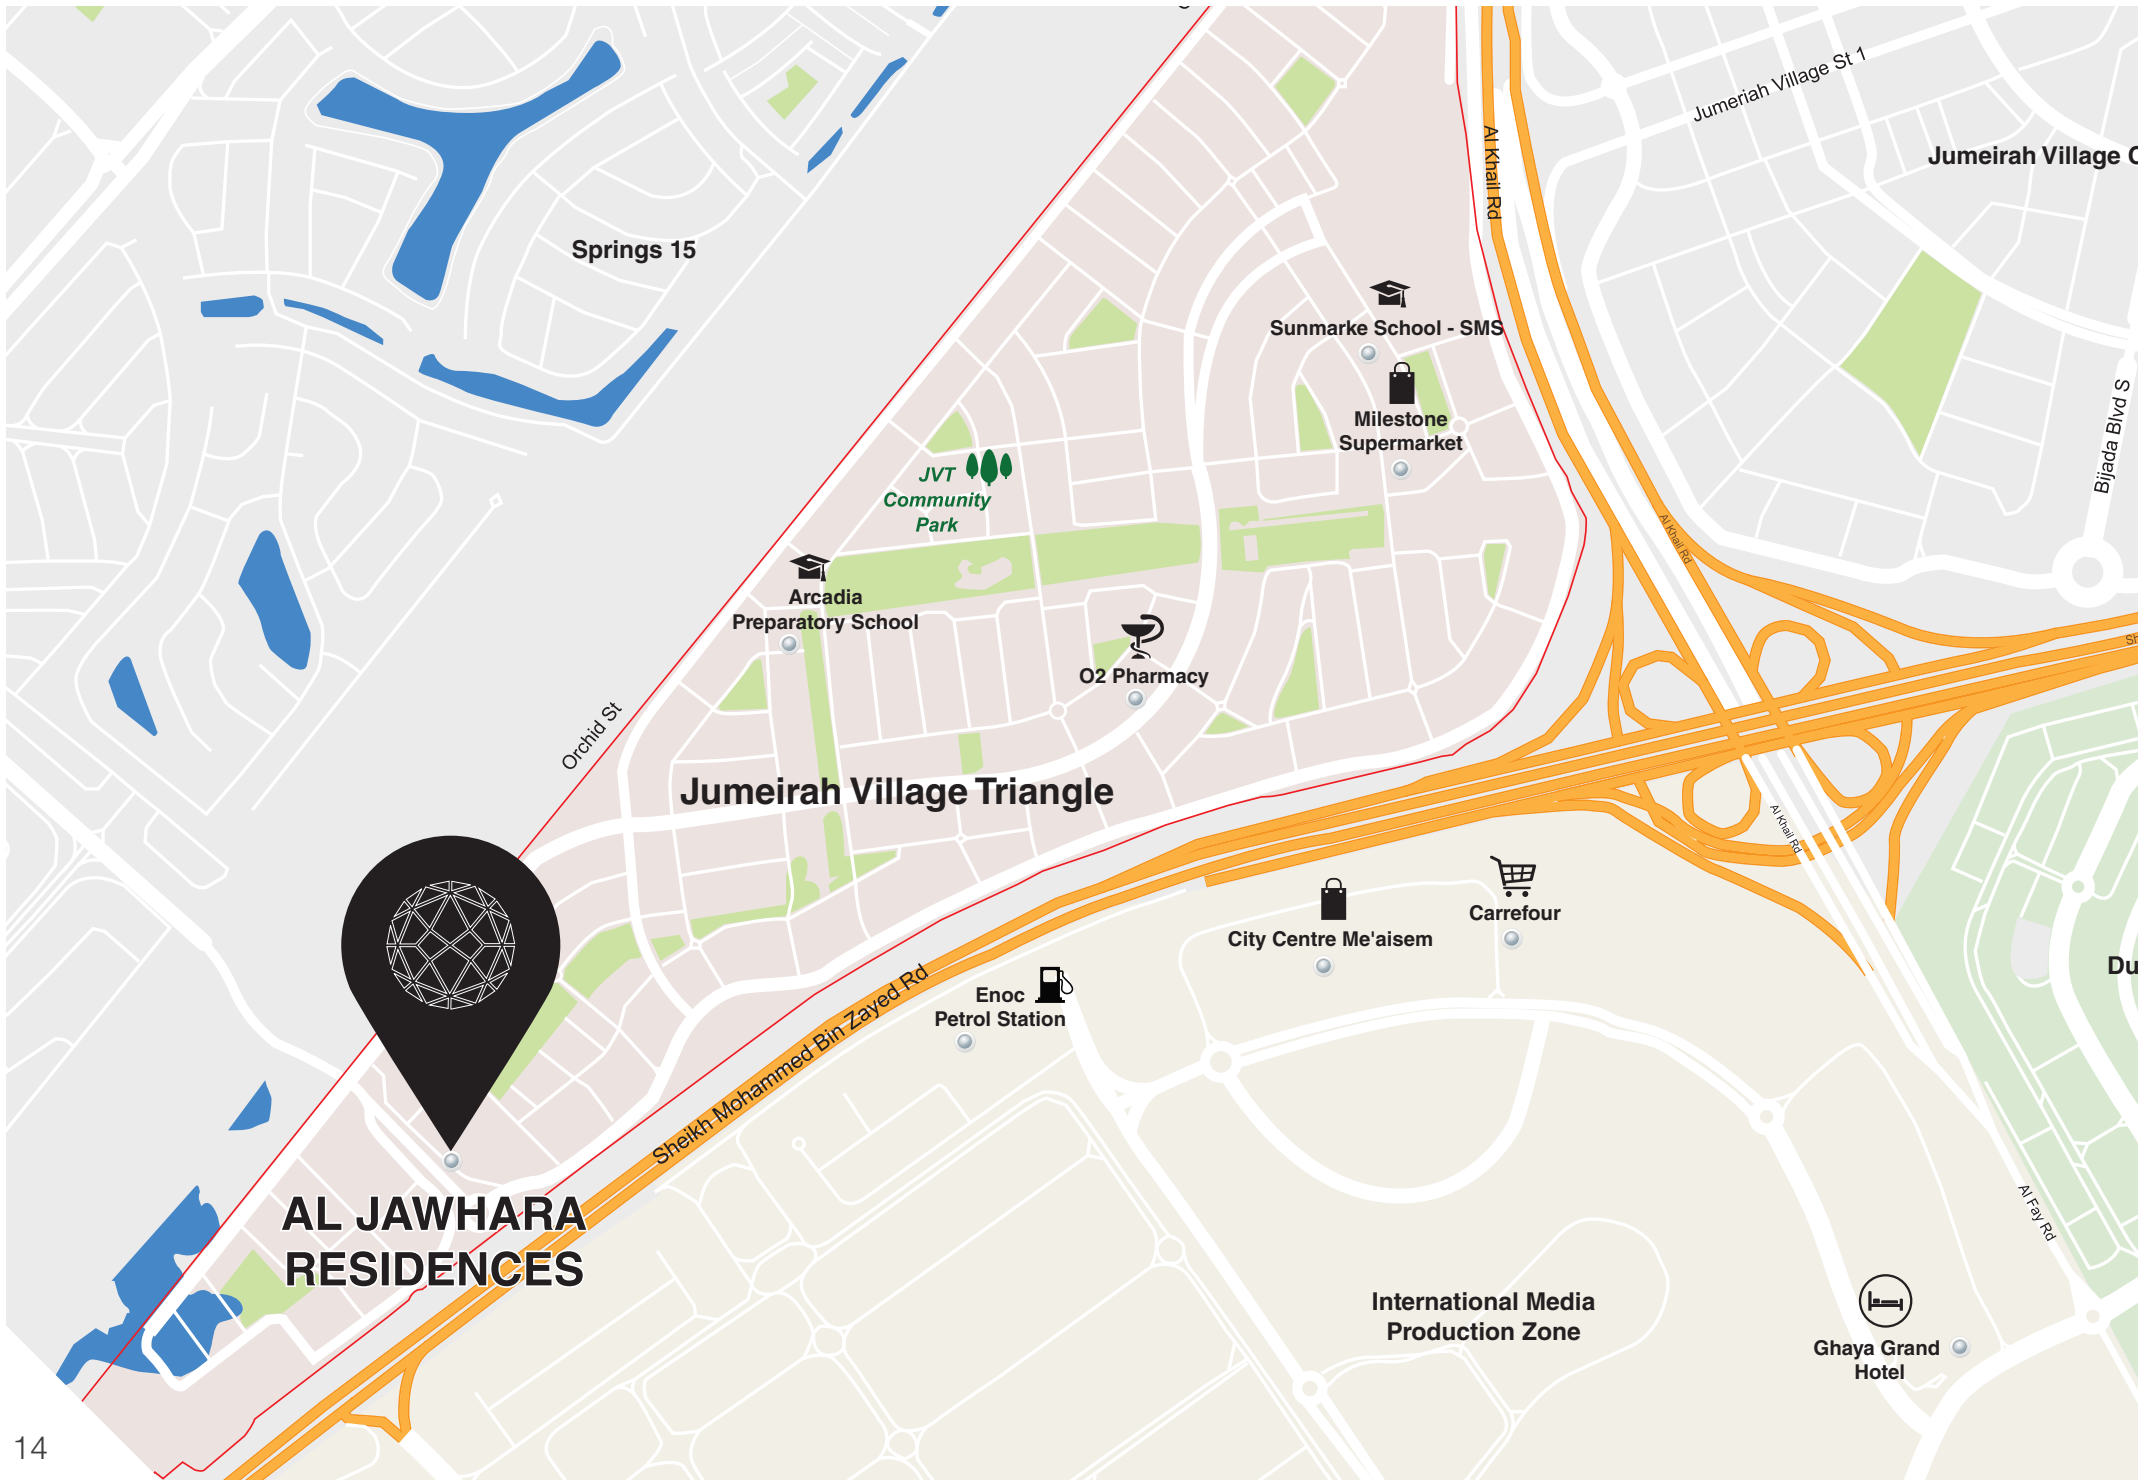 Jumeriah Village St 1
Al Khail Rd
Jumeirah Village C
Springs 15
Sunmarke School - SMS
Milestone
Supermarket
Bijada Blvd S
JVT
Community
Park
Al Khail Rd
Arcadia
Preparatory School
Sh
O2 Pharmacy
Orchid St
Jumeirah Village Triangle
Al Khail Rd
Carrefour
City Centre Me'aisem
Du
Enoc
Petrol Station
Sheikh Mohammed Bin Zayed Rd
AL JAWHARA
RESIDENCES
Al Fay Rd
International Media
Production Zone
Ghaya Grand
Hotel
14